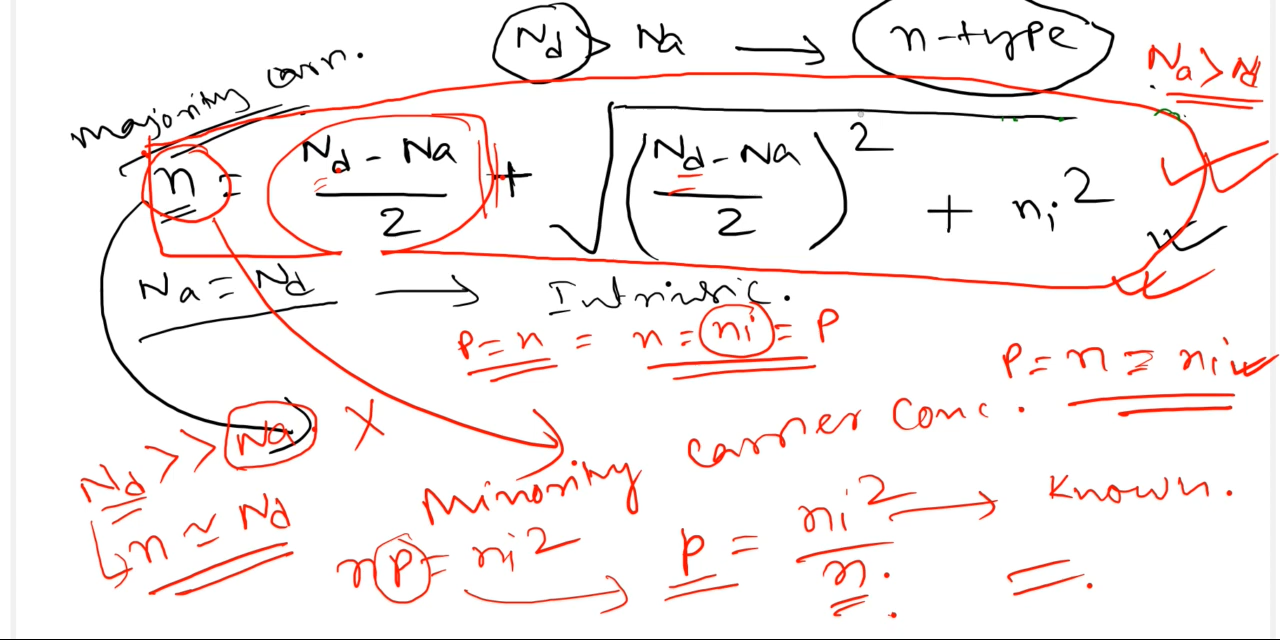 Nd > Na → n-type
Na > Nd
majority carr.
n = (Nd - Na)/2 + √(((Nd - Na)/2)² + ni²)
Na = Nd → Intrinsic.
P = n = n = ni = P
P = n = ni
Nd >> Na X
n ≃ Nd
Minority carrier conc.
np = ni² → p = ni²/n. → Known.